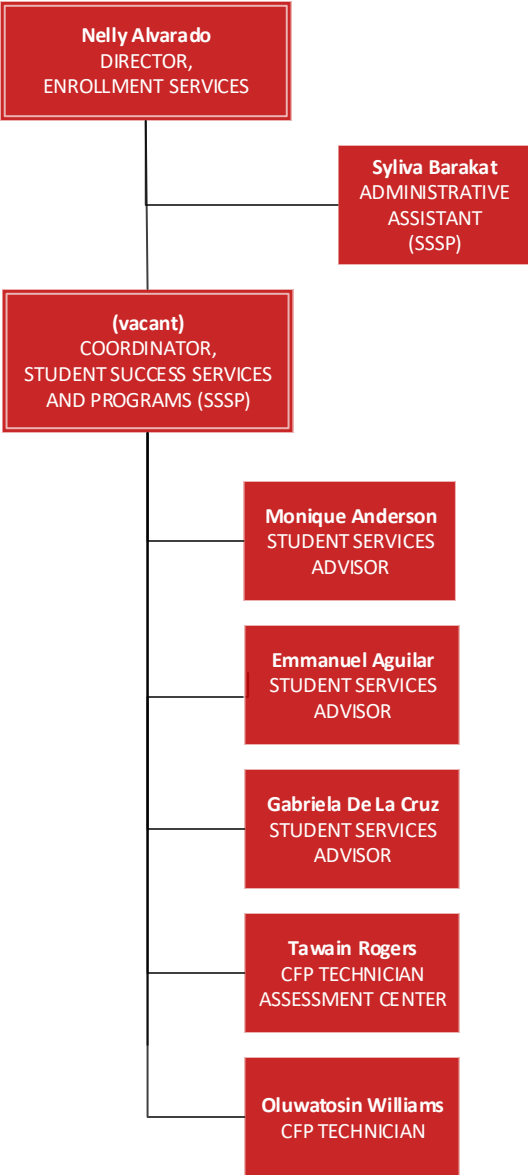 Nelly Alvarado
DIRECTOR,
ENROLLMENT SERVICES
Syliva Barakat
ADMINISTRATIVE
ASSISTANT
(SSSP)
(vacant)
COORDINATOR,
STUDENT SUCCESS SERVICES
AND PROGRAMS (SSSP)
Monique Anderson
STUDENT SERVICES
ADVISOR
Emmanuel Aguilar
STUDENT SERVICES
ADVISOR
Gabriela De La Cruz
STUDENT SERVICES
ADVISOR
Tawain Rogers
CFP TECHNICIAN
ASSESSMENT CENTER
Oluwatosin Williams
CFP TECHNICIAN